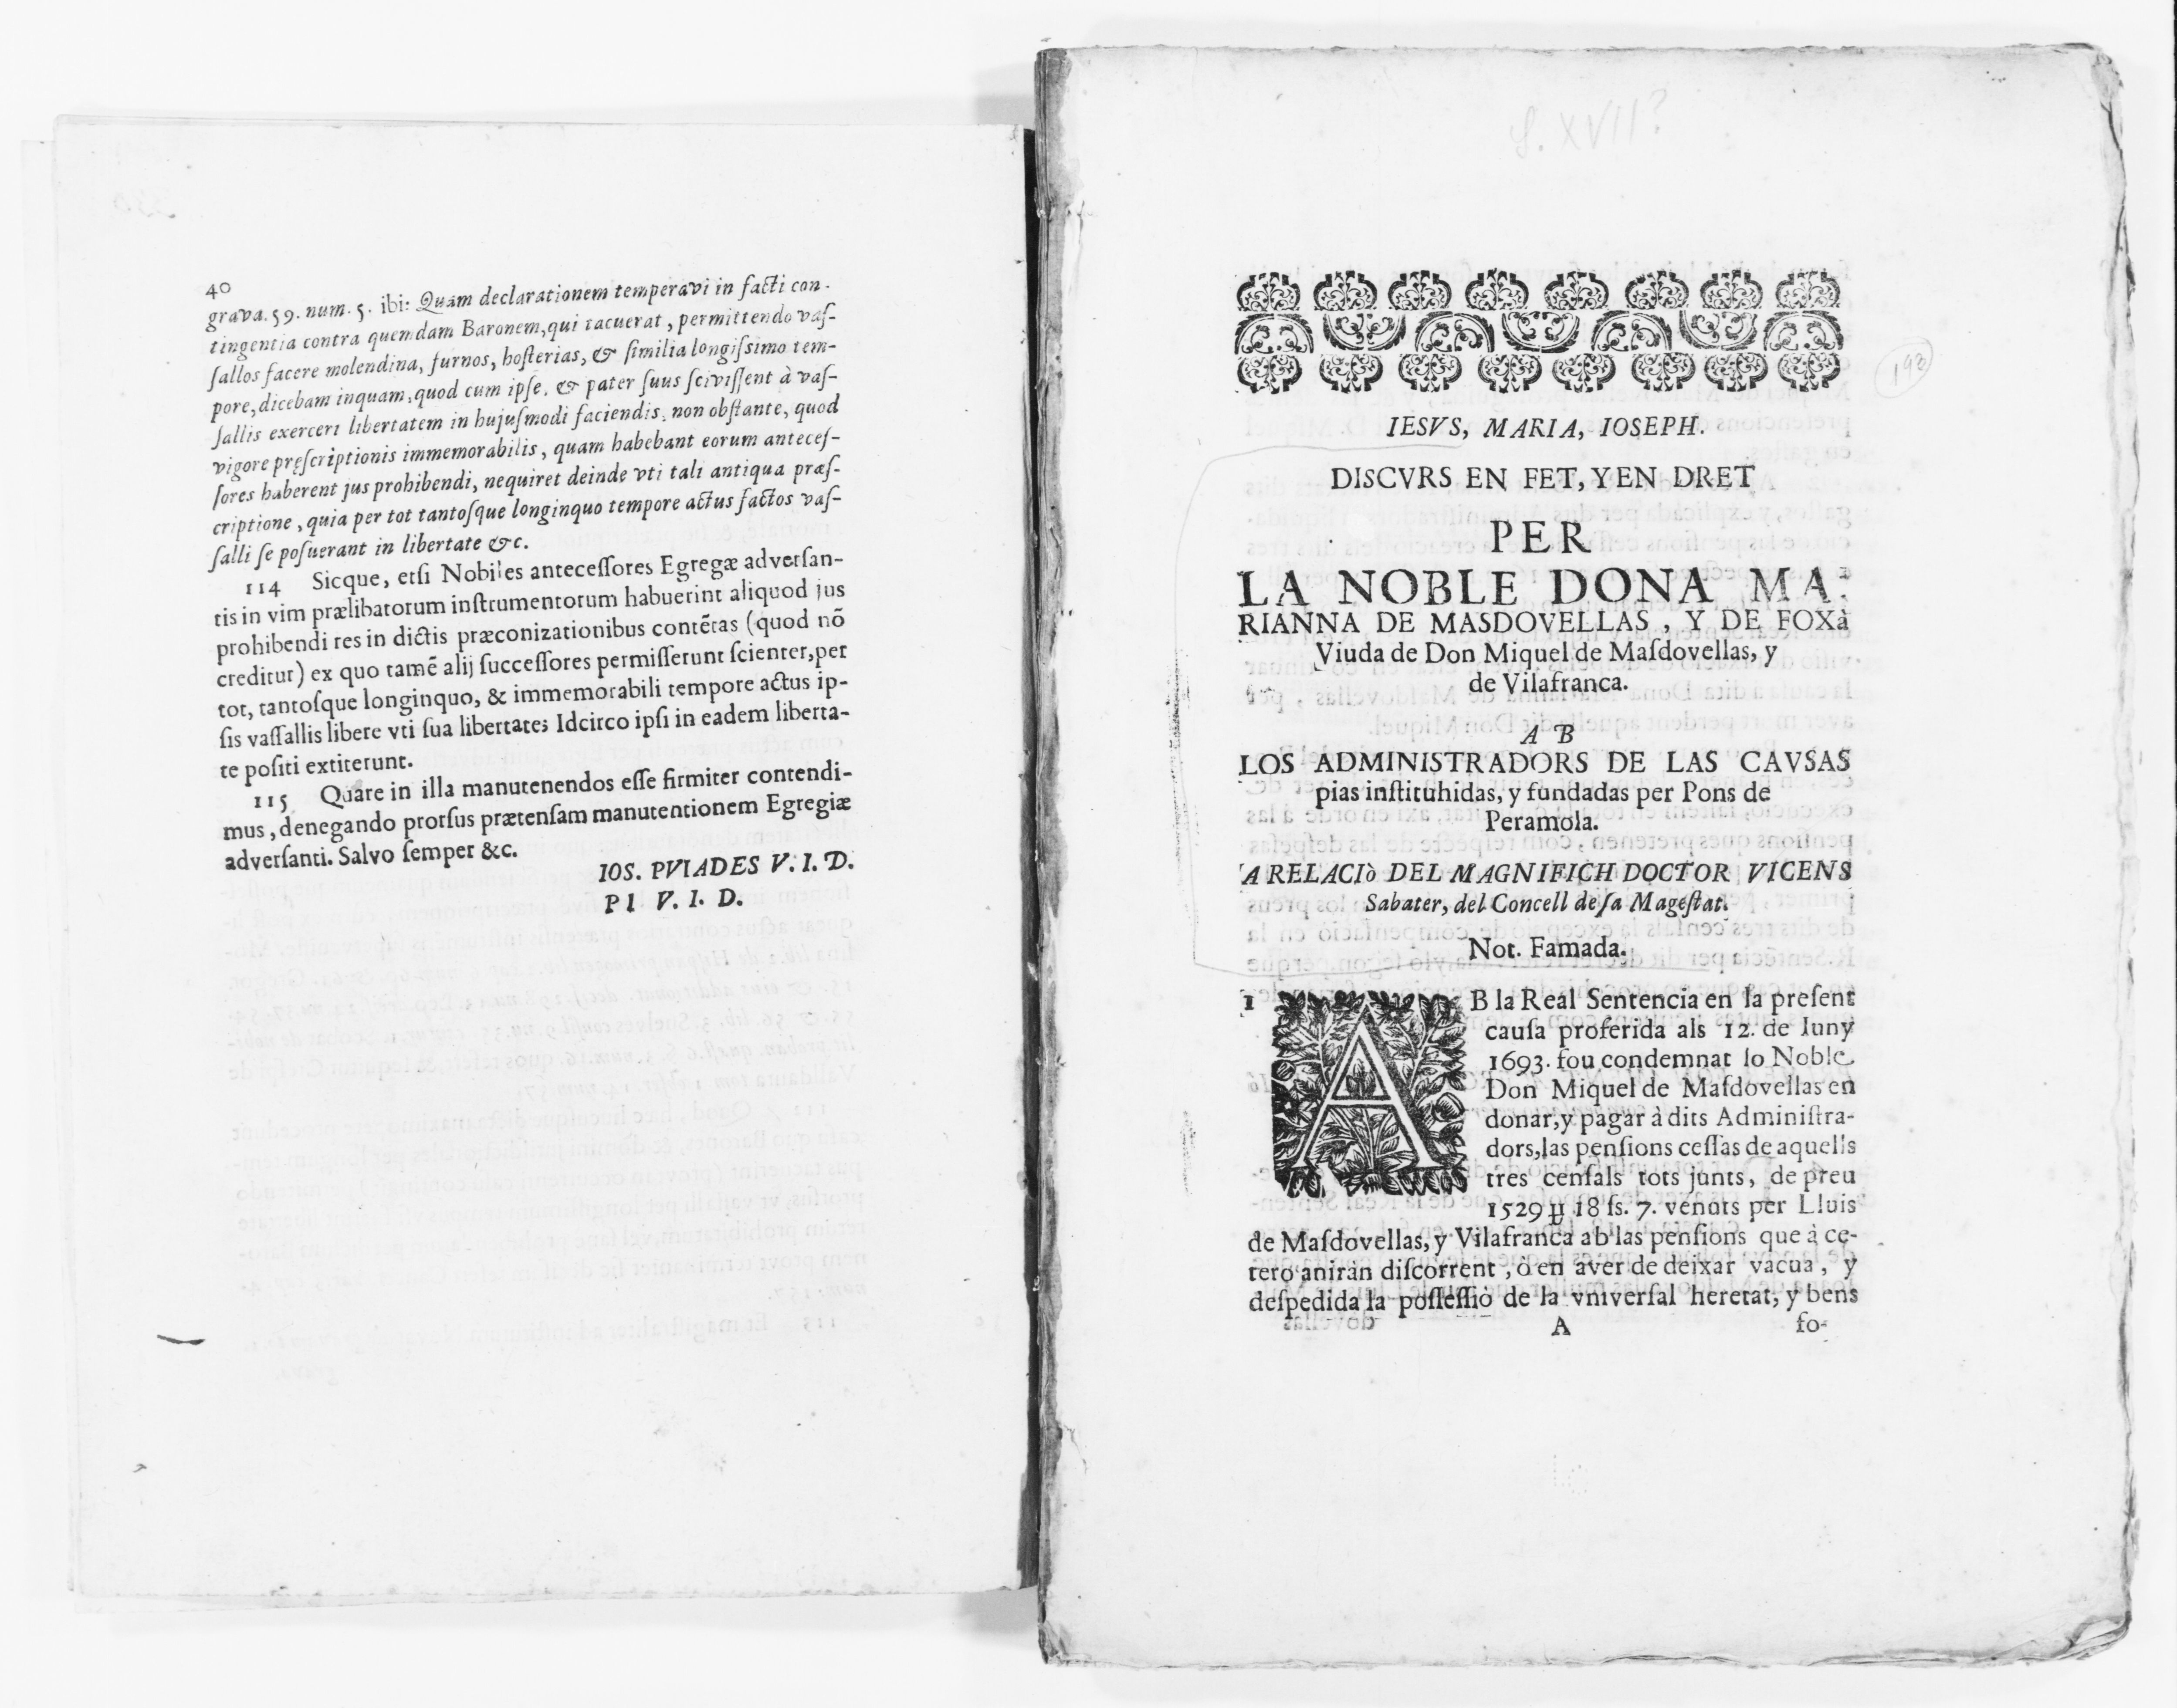 40
grava. 59. num. 5. ibi: Quam declarationem temperavi in facti con-
tingentia contra quemdam Baronem, qui tacuerat, permittendo vaſ-
ſallos facere molendina, furnos, hoſterias, & ſimilia longiſsimo tem-
pore, dicebam inquam, quod cum ipſe, & pater ſuus ſciviſſent à vaſ-
ſallis exerceri libertatem in hujuſmodi faciendis, non obſtante, quod
vigore pręſcriptionis immemorabilis, quam habebant eorum anteceſ-
ſores haberent jus prohibendi, nequiret deinde vti tali antiqua præſ-
criptione, quia per tot tantoſque longinquo tempore actus factos vaſ-
ſalli ſe poſuerant in libertate &c.
114 Sicque, etſi Nobiles anteceſſores Egregæ adverſan-
tis in vim prælibatorum inſtrumentorum habuerint aliquod jus
prohibendi res in dictis præconizationibus contẽtas (quod nõ
creditur) ex quo tamẽ alij ſucceſſores permiſſerunt ſcienter, per
tot, tantoſque longinquo, & immemorabili tempore actus ip-
ſis vaſſallis libere vti ſua libertate; Idcirco ipſi in eadem liberta-
te poſiti extiterunt.
115 Quare in illa manutenendos eſſe firmiter contendi-
mus, denegando prorſus prætenſam manutentionem Egregiæ
adverſanti. Salvo ſemper &c.
IOS. PVIADES V. I. D.
PI V. I. D.
S. XVII?
193
IESVS, MARIA, IOSEPH.
DISCVRS EN FET, Y EN DRET
PER
LA NOBLE DONA MA-
RIANNA DE MASDOVELLAS, Y DE FOXà
Viuda de Don Miquel de Maſdovellas, y
de Vilafranca.
AB
LOS ADMINISTRADORS DE LAS CAVSAS
pias inſtituhidas, y fundadas per Pons de
Peramola.
A RELACIò DEL MAGNIFICH DOCTOR VICENS
Sabater, del Concell de ſa Mageſtat.
Not. Famada.
1 AB la Real Sentencia en la preſent
cauſa proferida als 12. de Iuny
1693. fou condemnat lo Noble
Don Miquel de Maſdovellas en
donar, y pagar à dits Adminiſtra-
dors, las penſions ceſſas de aquells
tres cenſals tots junts, de preu
1529 ⋕ 18 ſs. 7. venuts per Lluis
de Maſdovellas, y Vilafranca ab las penſions que à ce-
tero aniràn diſcorrent, ò en aver de deixar vacua, y
deſpedida la poſſeſſiò de la vniverſal heretat, y bens
A
fo-